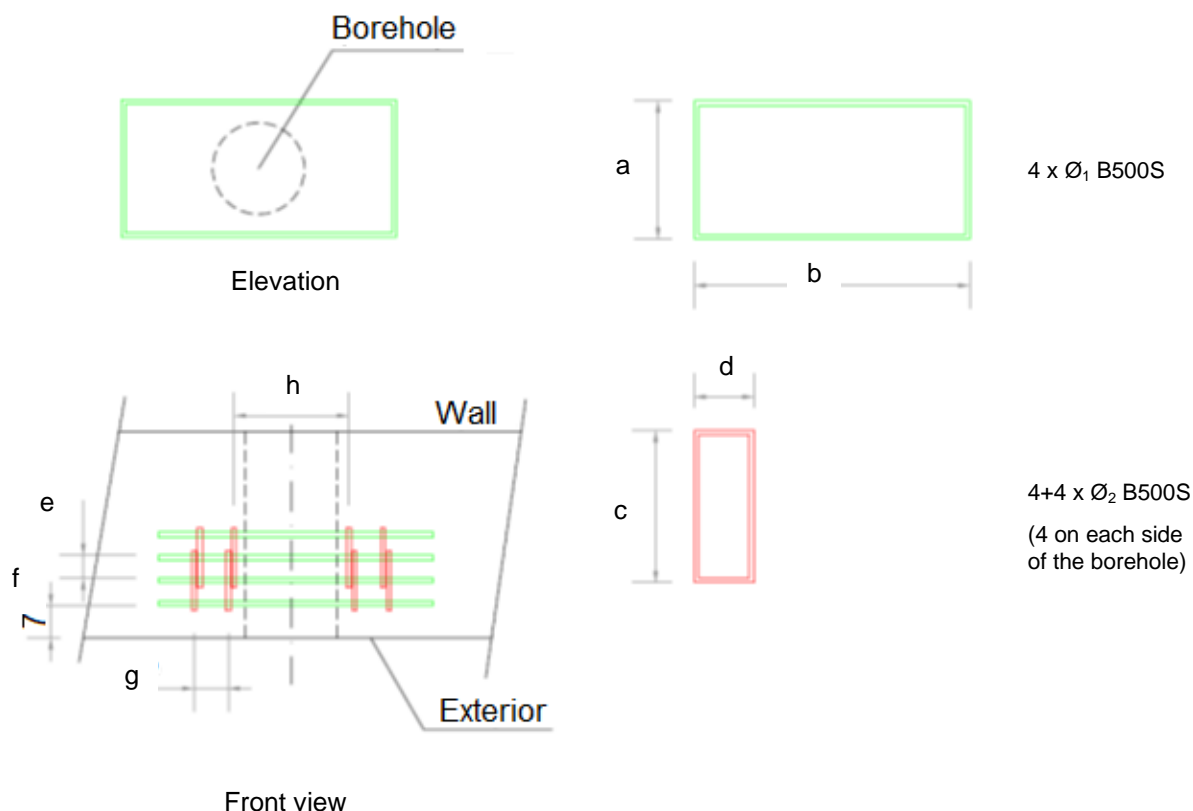 Borehole
a
4 x Ø₁ B500S
b
Elevation
d
h
Wall
e
c
4+4 x Ø₂ B500S
(4 on each side
of the borehole)
f
7
g
Exterior
Front view